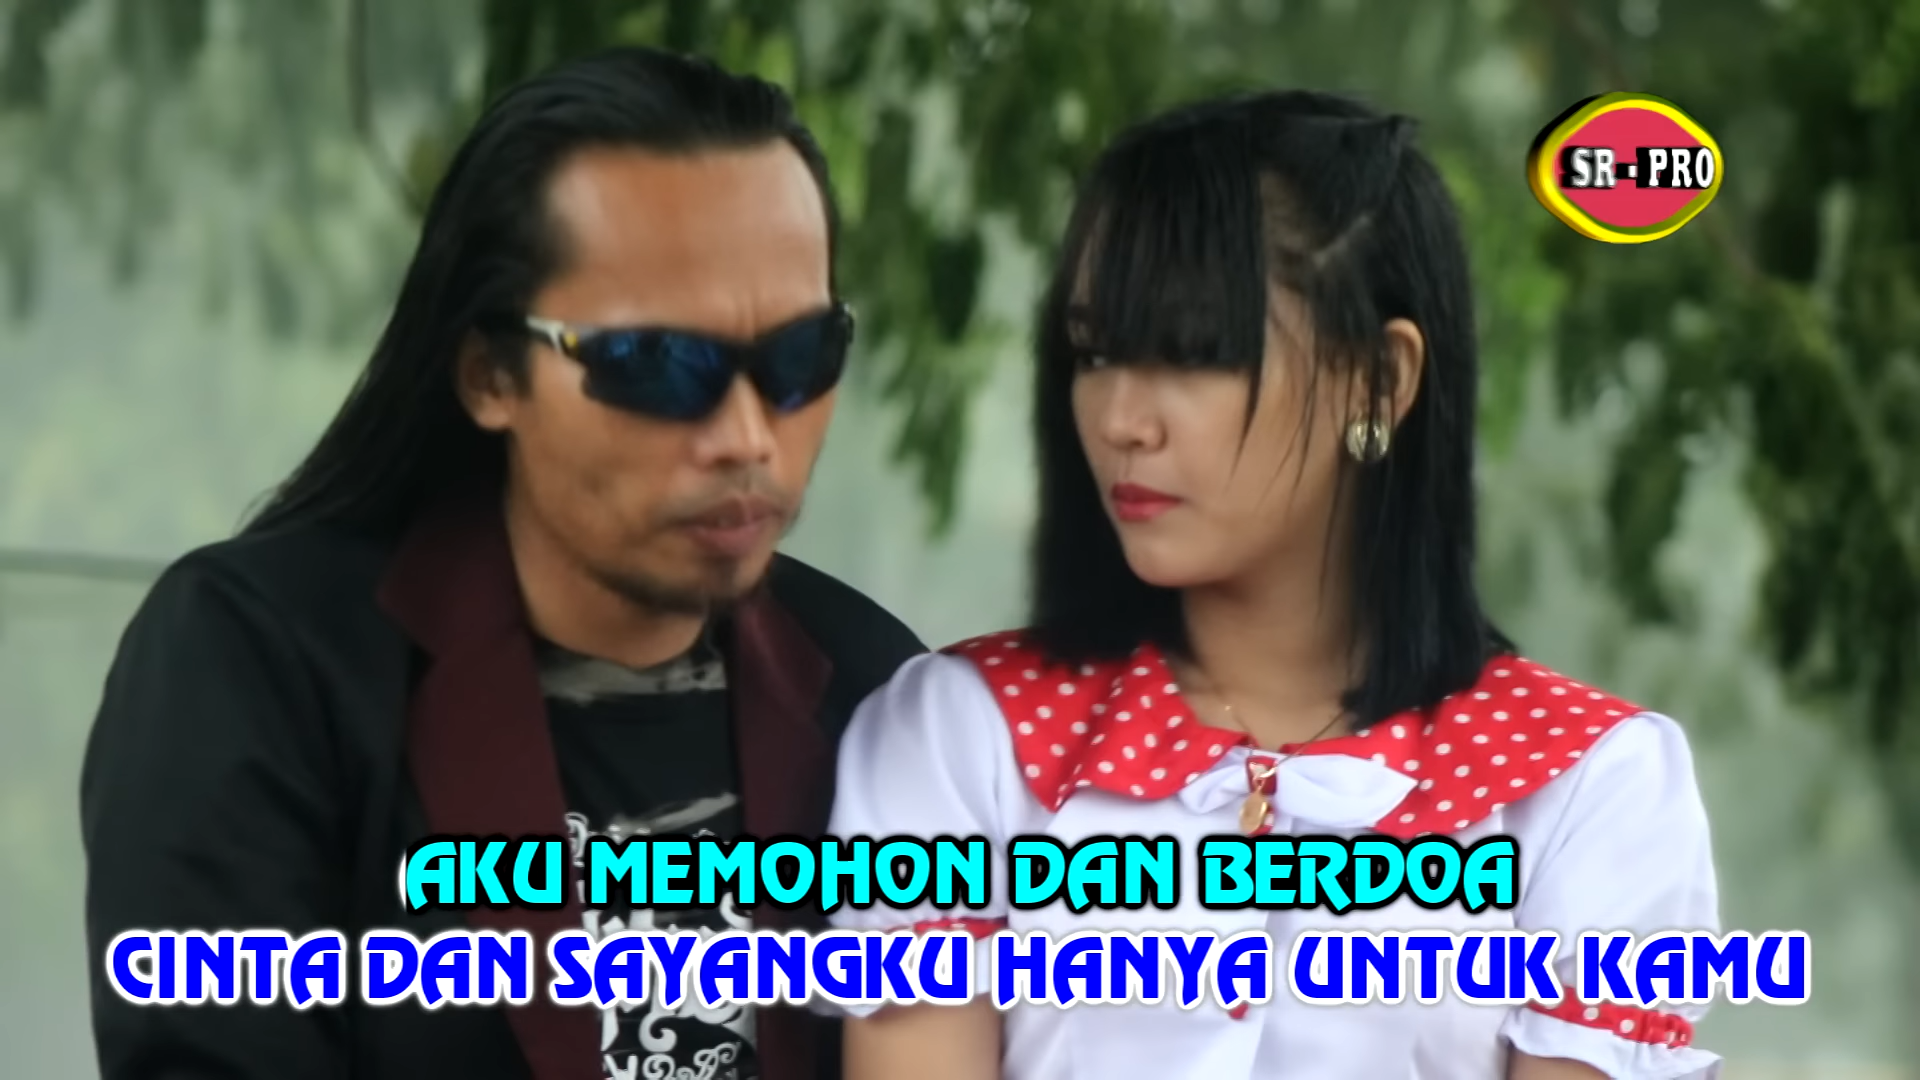 SR-PRO
AKU MEMOHON DAN BERDOA
CINTA DAN SAYANGKU HANYA UNTUK KAMU